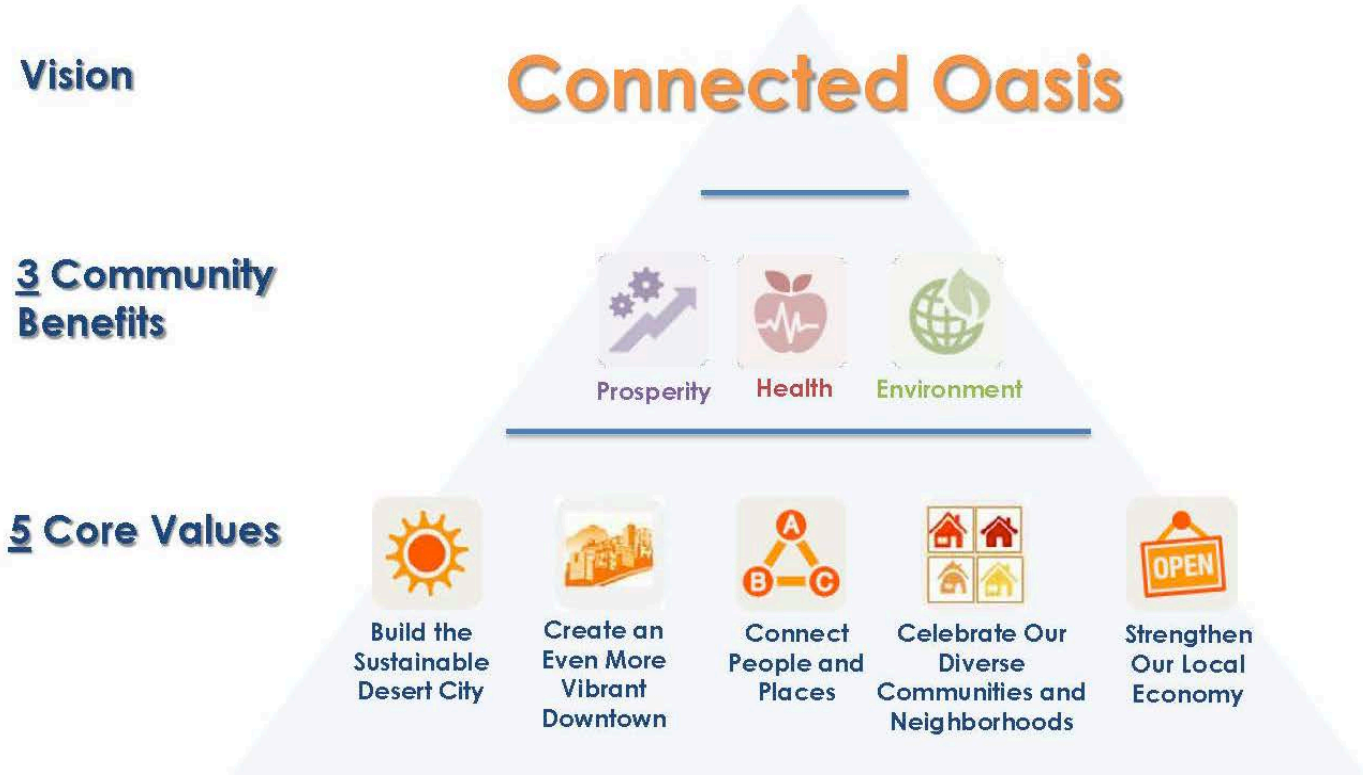 Vision
Connected Oasis
3 Community
Benefits
Prosperity
Health
Environment
5 Core Values
A
B
C
OPEN
Build the
Sustainable
Desert City
Create an
Even More
Vibrant
Downtown
Connect
People and
Places
Celebrate Our
Diverse
Communities and
Neighborhoods
Strengthen
Our Local
Economy